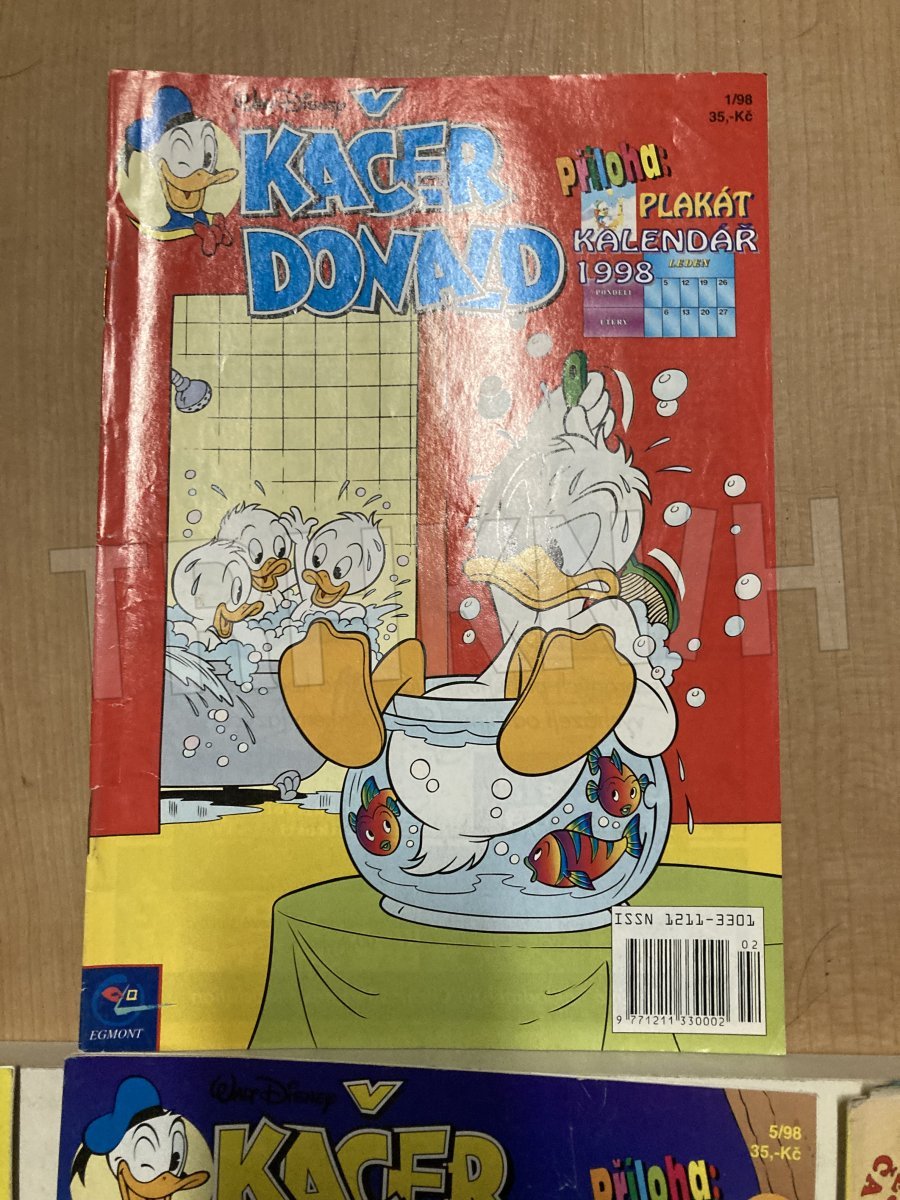 Walt Disney
KAČER
DONALD
1/98
35,-Kč
Příloha:
PLAKÁT
KALENDÁŘ
1998
LEDEN
PONDĚLÍ
5 12 19 26
ÚTERÝ
6 13 20 27
ISSN 1211-3301
02
9 771211 330002
EGMONT
Walt Disney
KAČER
5/98
35,-Kč
Příloha: